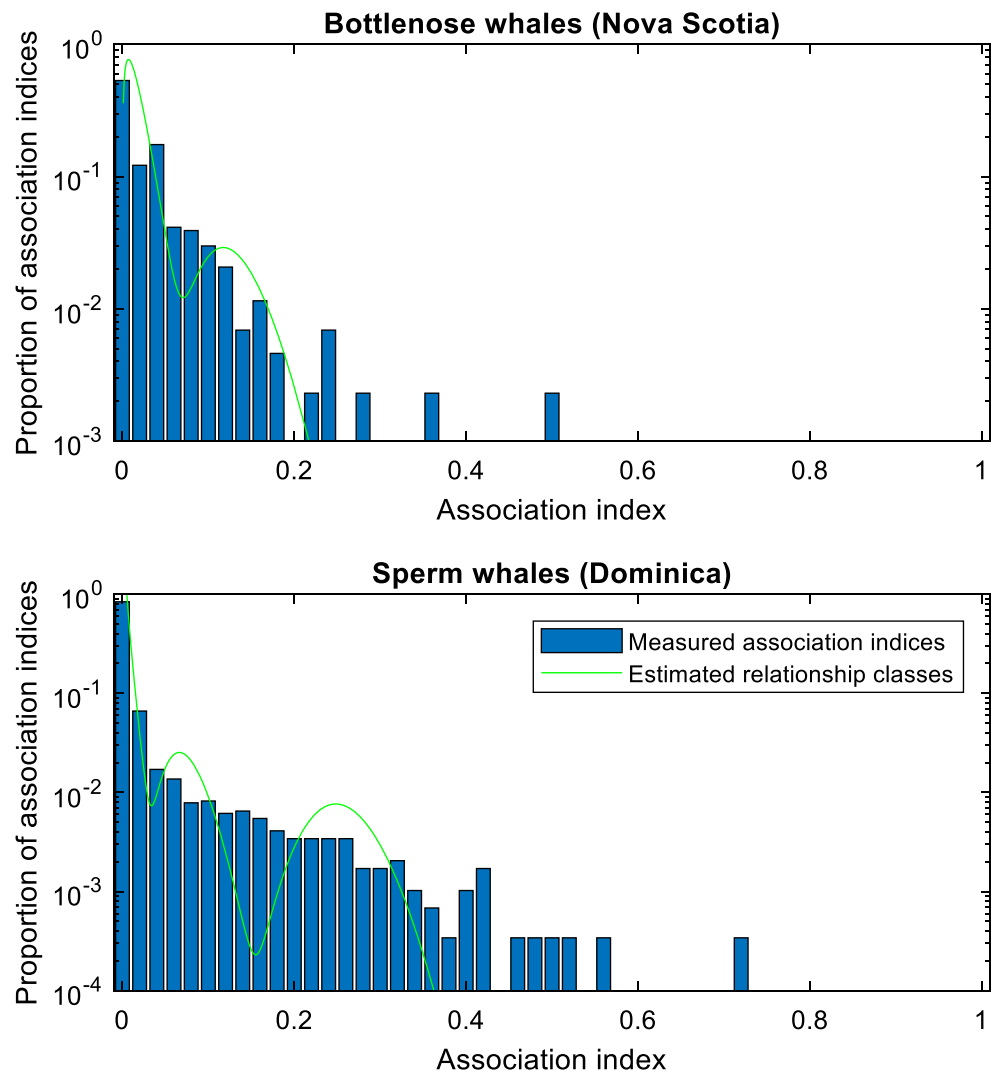 Bottlenose whales (Nova Scotia)
Proportion of association indices
10^0
10^-1
10^-2
10^-3
0 0.2 0.4 0.6 0.8 1
Association index
Sperm whales (Dominica)
Proportion of association indices
10^0
10^-1
10^-2
10^-3
10^-4
Measured association indices
Estimated relationship classes
0 0.2 0.4 0.6 0.8 1
Association index